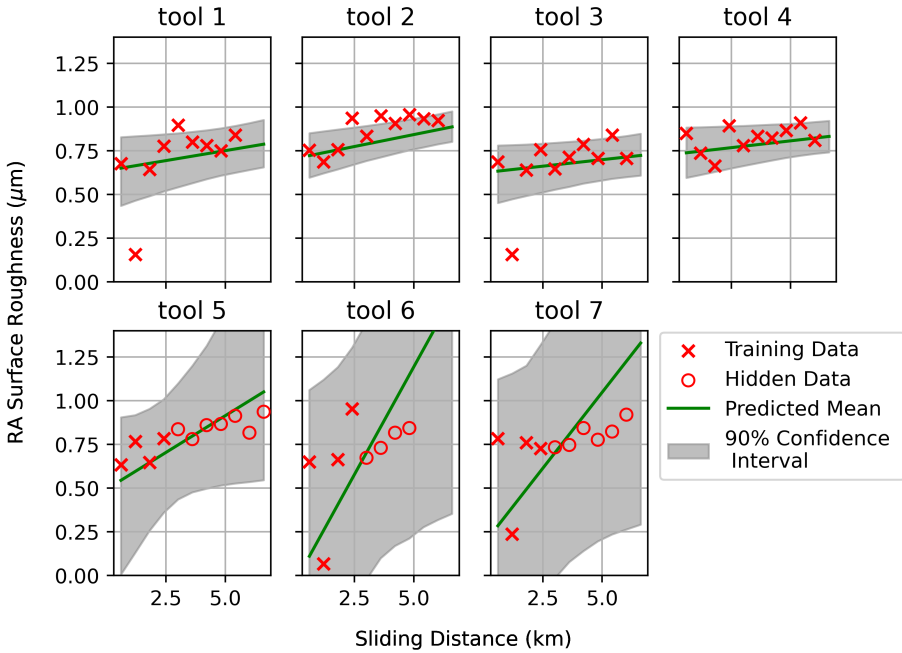 tool 1
tool 2
tool 3
tool 4
1.25
1.00
0.75
0.50
0.25
0.00
RA Surface Roughness (μm)
tool 5
tool 6
tool 7
1.25
1.00
0.75
0.50
0.25
0.00
2.5 5.0
2.5 5.0
2.5 5.0
Training Data
Hidden Data
Predicted Mean
90% Confidence
Interval
Sliding Distance (km)